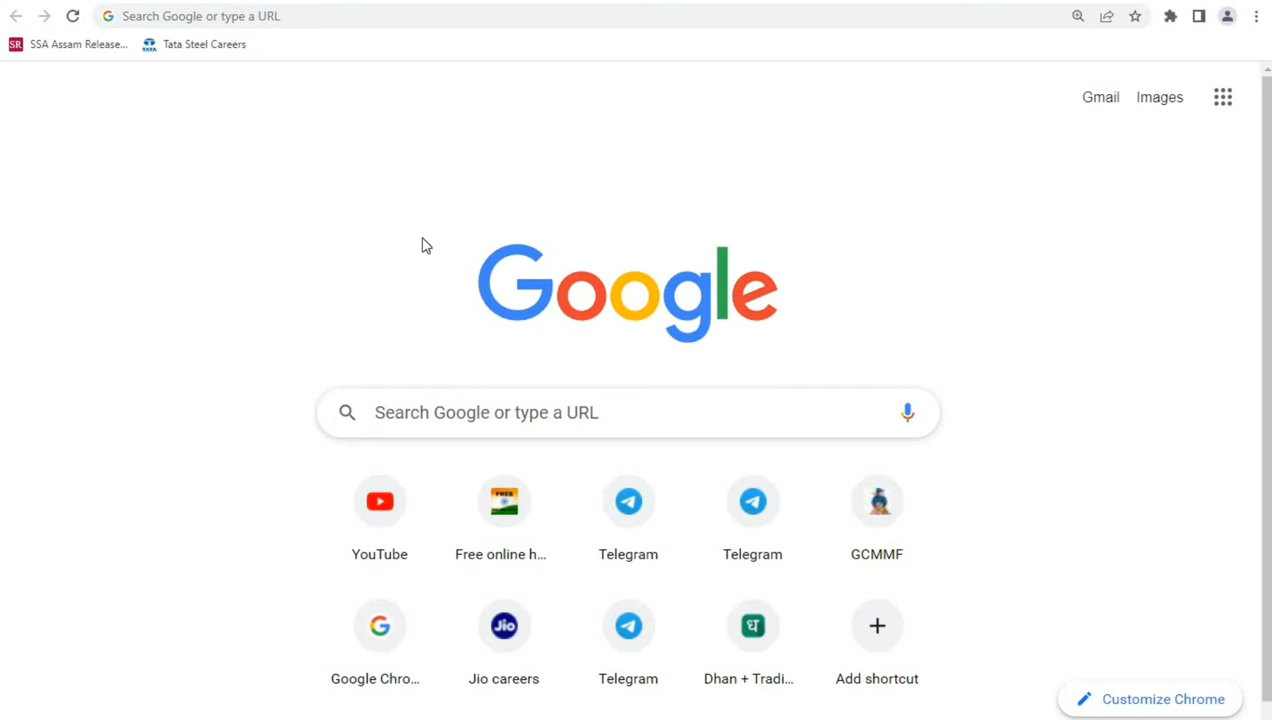 Search Google or type a URL
SR SSA Assam Release...
TATA Tata Steel Careers
Gmail Images
Google
Search Google or type a URL
FREE
YouTube Free online h... Telegram Telegram GCMMF
Jio ध
Google Chro... Jio careers Telegram Dhan + Tradi... Add shortcut
Customize Chrome